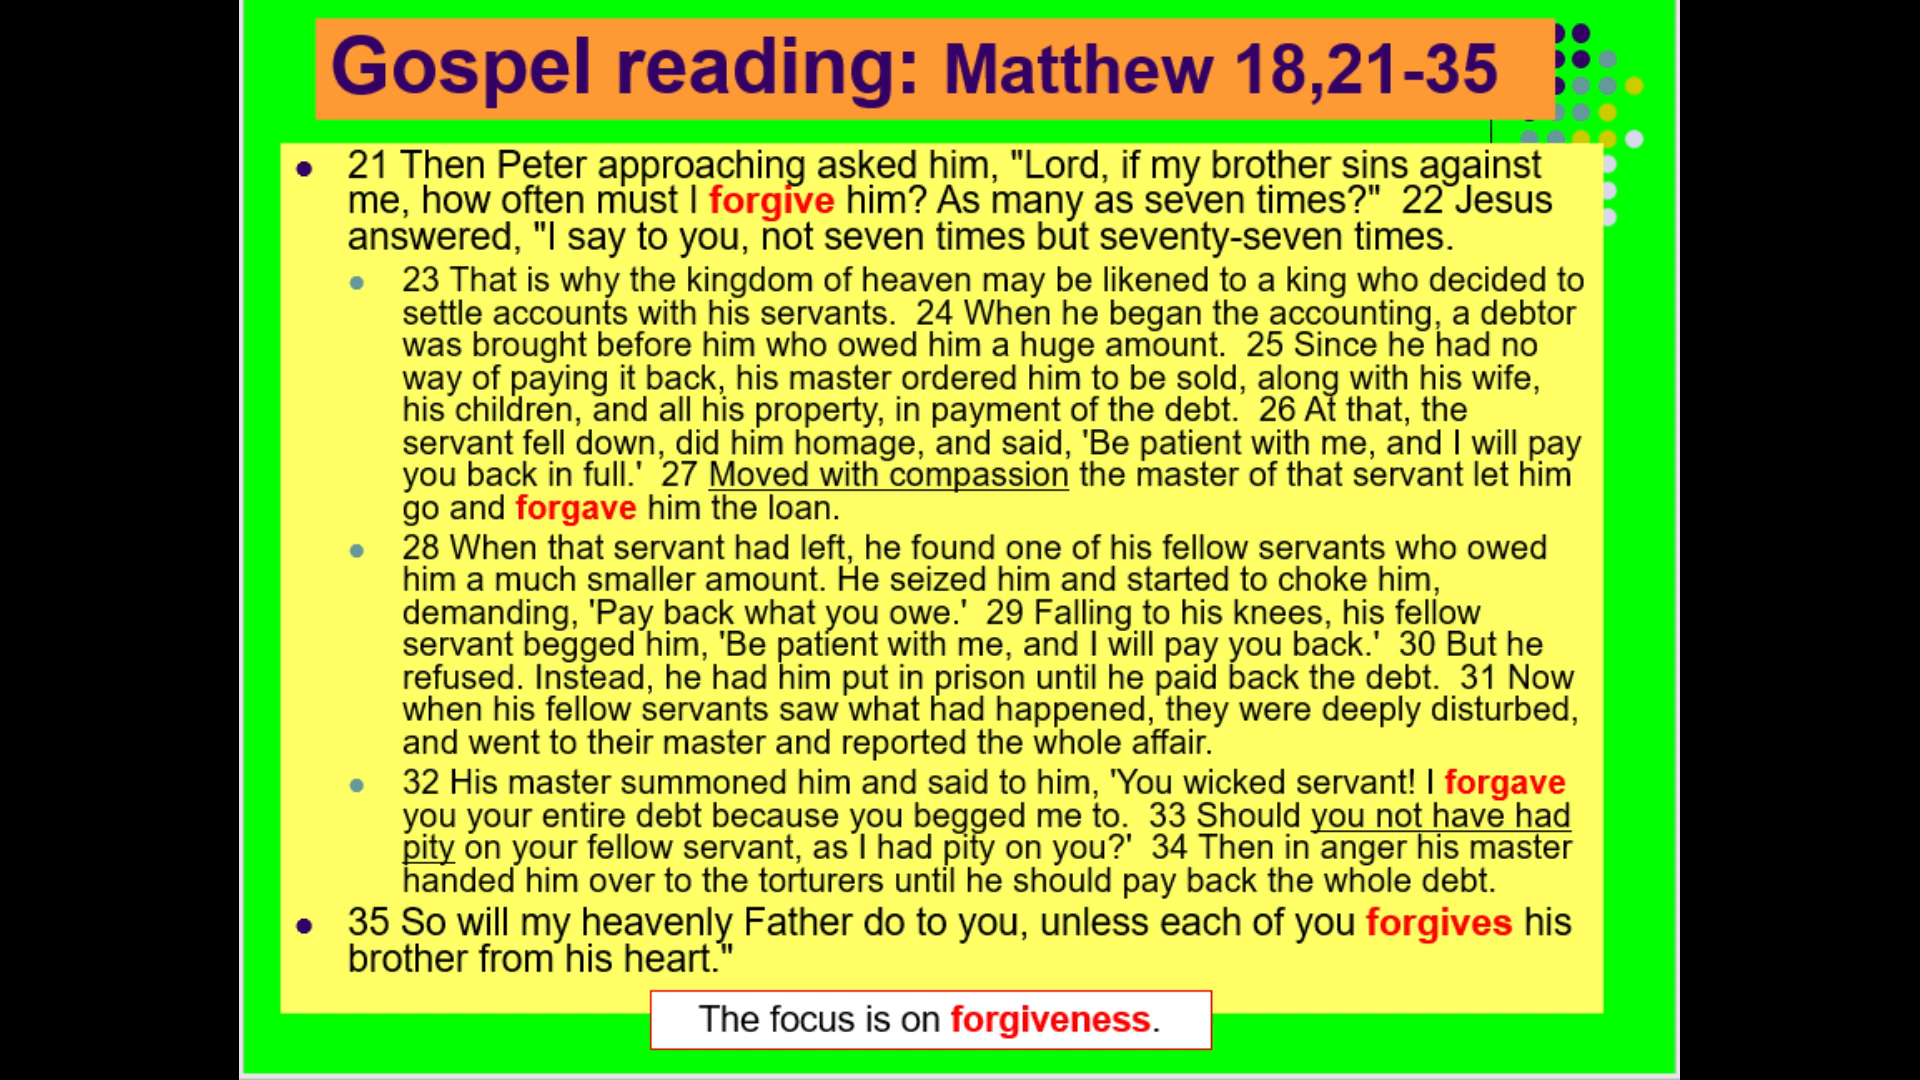 Gospel reading: Matthew 18,21-35
21 Then Peter approaching asked him, "Lord, if my brother sins against
me, how often must I forgive him? As many as seven times?"  22 Jesus
answered, "I say to you, not seven times but seventy-seven times.
23 That is why the kingdom of heaven may be likened to a king who decided to
settle accounts with his servants.  24 When he began the accounting, a debtor
was brought before him who owed him a huge amount.  25 Since he had no
way of paying it back, his master ordered him to be sold, along with his wife,
his children, and all his property, in payment of the debt.  26 At that, the
servant fell down, did him homage, and said, 'Be patient with me, and I will pay
you back in full.'  27 Moved with compassion the master of that servant let him
go and forgave him the loan.
28 When that servant had left, he found one of his fellow servants who owed
him a much smaller amount. He seized him and started to choke him,
demanding, 'Pay back what you owe.'  29 Falling to his knees, his fellow
servant begged him, 'Be patient with me, and I will pay you back.'  30 But he
refused. Instead, he had him put in prison until he paid back the debt.  31 Now
when his fellow servants saw what had happened, they were deeply disturbed,
and went to their master and reported the whole affair.
32 His master summoned him and said to him, 'You wicked servant! I forgave
you your entire debt because you begged me to.  33 Should you not have had
pity on your fellow servant, as I had pity on you?'  34 Then in anger his master
handed him over to the torturers until he should pay back the whole debt.
35 So will my heavenly Father do to you, unless each of you forgives his
brother from his heart."
The focus is on forgiveness.